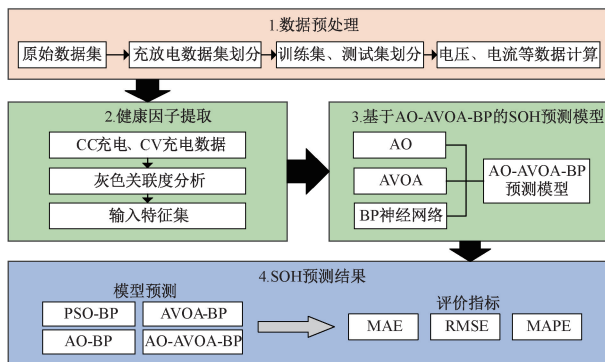 1.数据预处理
原始数据集
充放电数据集划分
训练集、测试集划分
电压、电流等数据计算
2.健康因子提取
CC充电、CV充电数据
灰色关联度分析
输入特征集
3.基于AO-AVOA-BP的SOH预测模型
AO
AVOA
BP神经网络
AO-AVOA-BP
预测模型
4.SOH预测结果
模型预测
PSO-BP
AVOA-BP
AO-BP
AO-AVOA-BP
评价指标
MAE
RMSE
MAPE